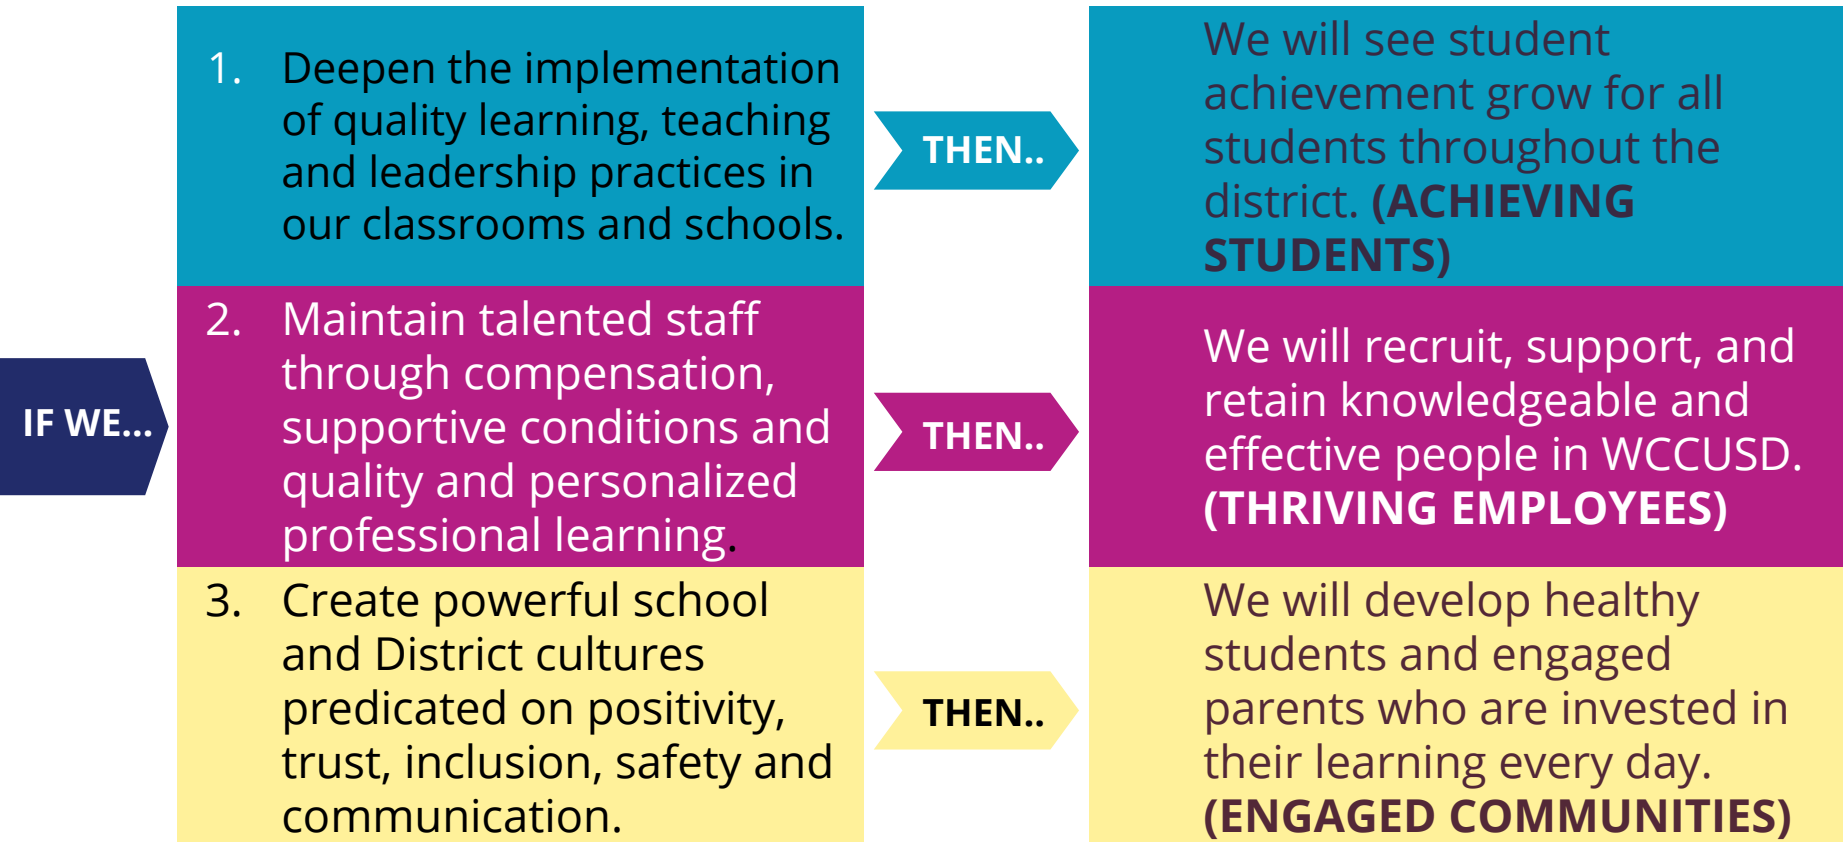 IF WE...
1. Deepen the implementation
of quality learning, teaching
and leadership practices in
our classrooms and schools.
THEN..
We will see student
achievement grow for all
students throughout the
district. (ACHIEVING
STUDENTS)
2. Maintain talented staff
through compensation,
supportive conditions and
quality and personalized
professional learning.
THEN..
We will recruit, support, and
retain knowledgeable and
effective people in WCCUSD.
(THRIVING EMPLOYEES)
3. Create powerful school
and District cultures
predicated on positivity,
trust, inclusion, safety and
communication.
THEN..
We will develop healthy
students and engaged
parents who are invested in
their learning every day.
(ENGAGED COMMUNITIES)